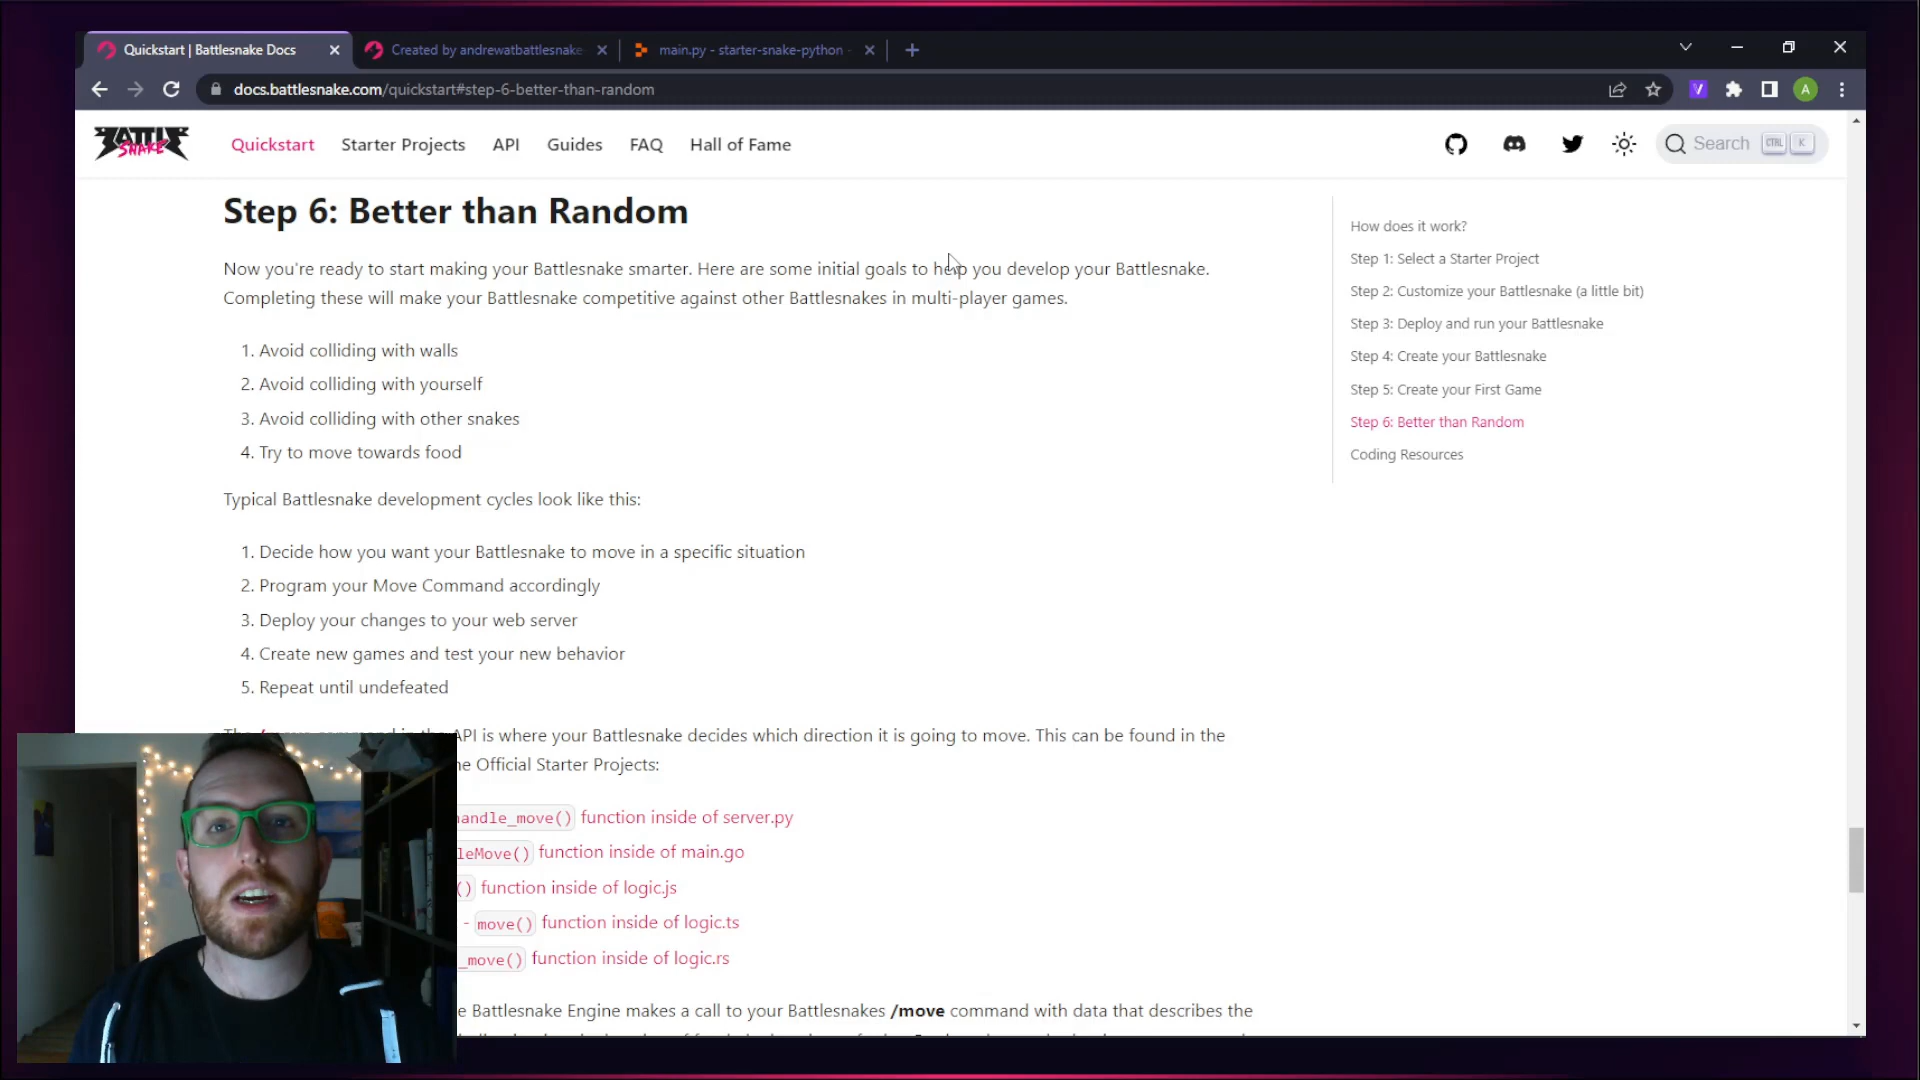 Quickstart | Battlesnake Docs
Created by andrewatbattlesnake
main.py - starter-snake-python
docs.battlesnake.com/quickstart#step-6-better-than-random
V
A
BATTLE SNAKE
Quickstart
Starter Projects
API
Guides
FAQ
Hall of Fame
Search
CTRL
K
Step 6: Better than Random
Now you're ready to start making your Battlesnake smarter. Here are some initial goals to help you develop your Battlesnake.
Completing these will make your Battlesnake competitive against other Battlesnakes in multi-player games.
1. Avoid colliding with walls
2. Avoid colliding with yourself
3. Avoid colliding with other snakes
4. Try to move towards food
Typical Battlesnake development cycles look like this:
1. Decide how you want your Battlesnake to move in a specific situation
2. Program your Move Command accordingly
3. Deploy your changes to your web server
4. Create new games and test your new behavior
5. Repeat until undefeated
API is where your Battlesnake decides which direction it is going to move. This can be found in the
Official Starter Projects:
handle_move() function inside of server.py
leMove() function inside of main.go
() function inside of logic.js
- move() function inside of logic.ts
_move() function inside of logic.rs
Battlesnake Engine makes a call to your Battlesnakes /move command with data that describes the
How does it work?
Step 1: Select a Starter Project
Step 2: Customize your Battlesnake (a little bit)
Step 3: Deploy and run your Battlesnake
Step 4: Create your Battlesnake
Step 5: Create your First Game
Step 6: Better than Random
Coding Resources